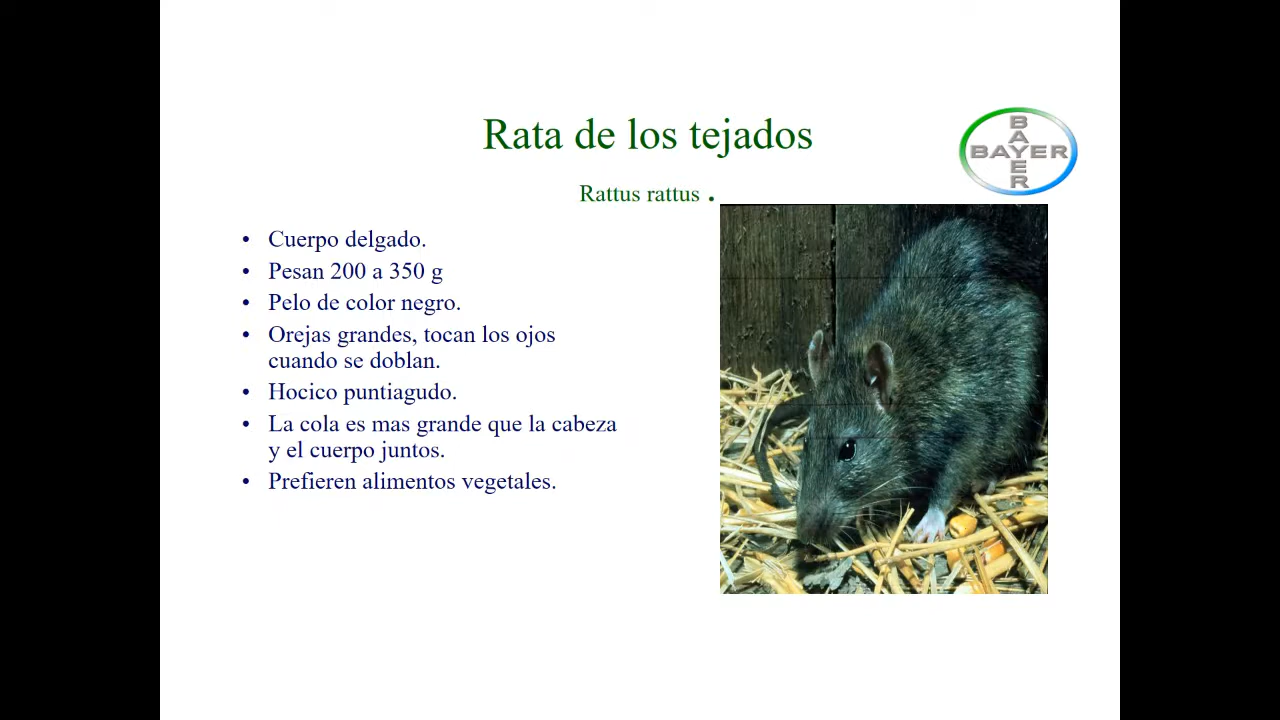 Rata de los tejados
Rattus rattus .
BAYER
BAYER
• Cuerpo delgado.
• Pesan 200 a 350 g
• Pelo de color negro.
• Orejas grandes, tocan los ojos
cuando se doblan.
• Hocico puntiagudo.
• La cola es mas grande que la cabeza
y el cuerpo juntos.
• Prefieren alimentos vegetales.